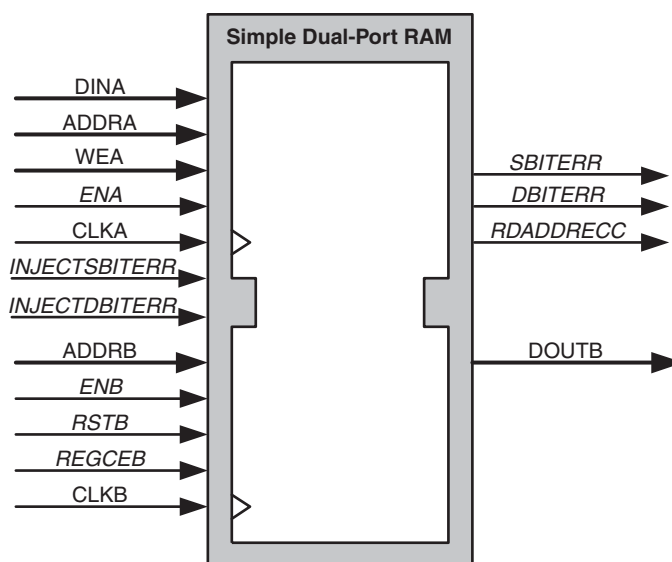 Simple Dual-Port RAM
DINA
ADDRA
WEA
ENA
CLKA
INJECTSBITERR
INJECTDBITERR
ADDRB
ENB
RSTB
REGCEB
CLKB
SBITERR
DBITERR
RDADDRECC
DOUTB